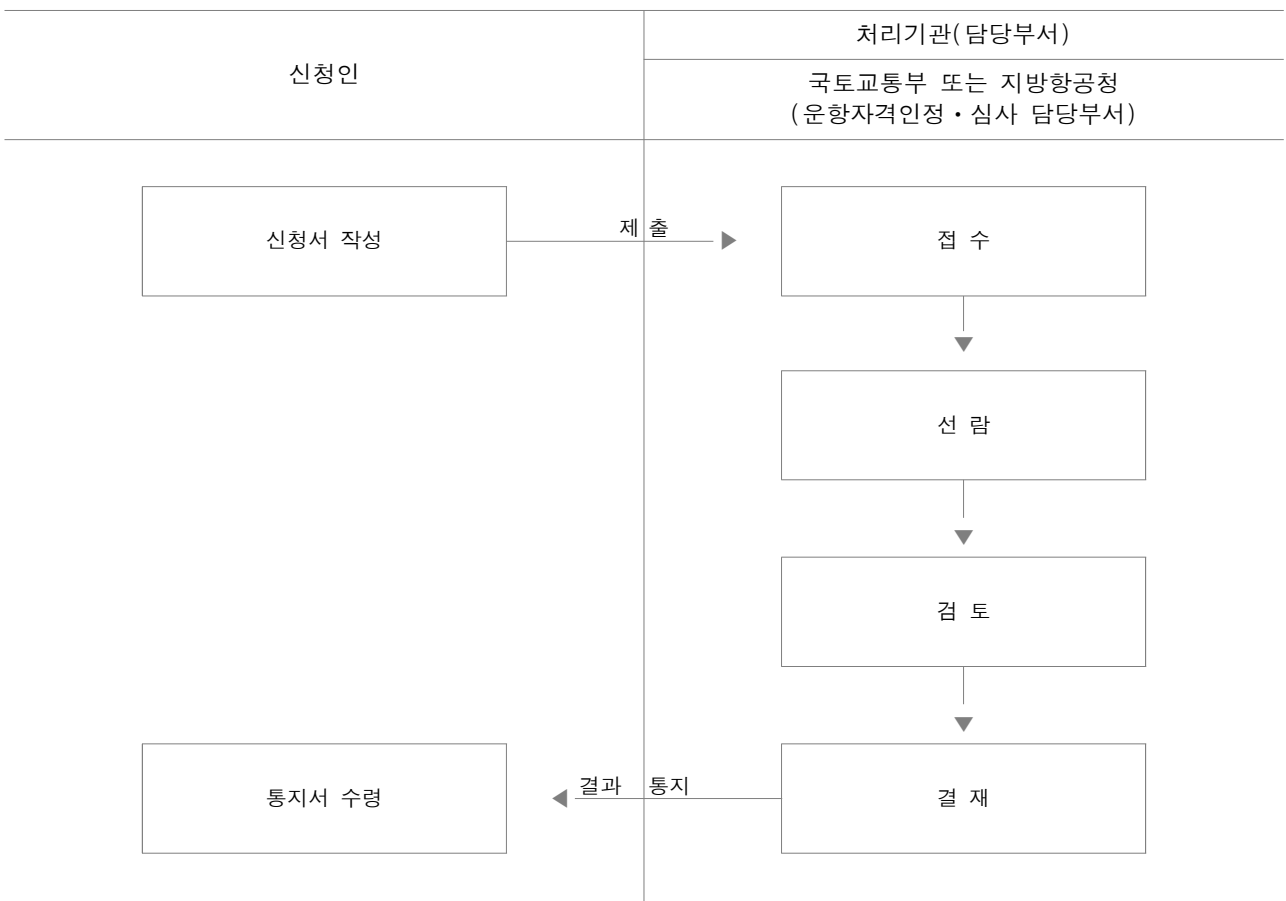 신청인
처리기관(담당부서)
국토교통부 또는 지방항공청
(운항자격인정·심사 담당부서)
신청서 작성
제 출
접 수
선 람
검 토
결 재
결과 통지
통지서 수령